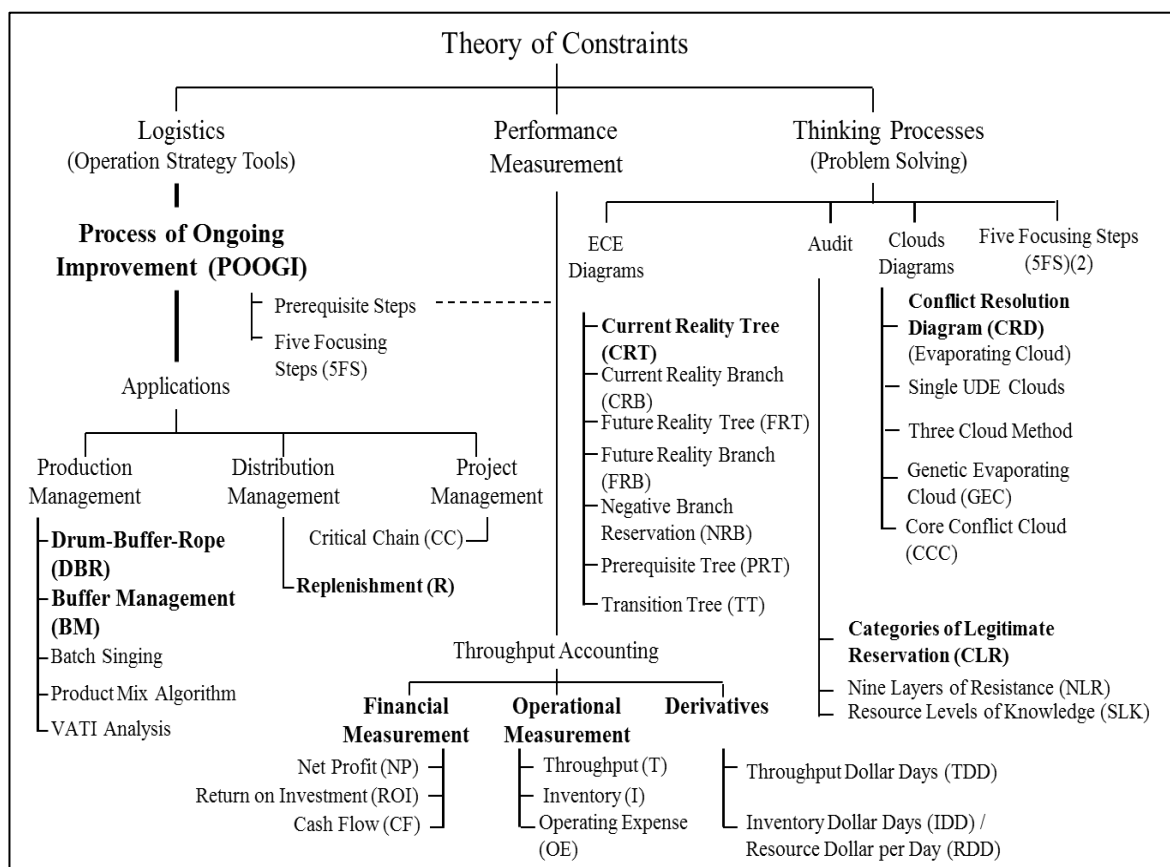 Theory of Constraints
Logistics
(Operation Strategy Tools)
Performance
Measurement
Thinking Processes
(Problem Solving)
Process of Ongoing
Improvement (POOGI)
Prerequisite Steps
Five Focusing
Steps (5FS)
Applications
Production
Management
Distribution
Management
Project
Management
Drum-Buffer-Rope
(DBR)
Buffer Management
(BM)
Batch Singing
Product Mix Algorithm
VATI Analysis
Replenishment (R)
Critical Chain (CC)
ECE
Diagrams
Current Reality Tree
(CRT)
Current Reality Branch
(CRB)
Future Reality Tree (FRT)
Future Reality Branch
(FRB)
Negative Branch
Reservation (NRB)
Prerequisite Tree (PRT)
Transition Tree (TT)
Audit
Categories of Legitimate
Reservation (CLR)
Nine Layers of Resistance (NLR)
Resource Levels of Knowledge (SLK)
Clouds
Diagrams
Conflict Resolution
Diagram (CRD)
(Evaporating Cloud)
Single UDE Clouds
Three Cloud Method
Genetic Evaporating
Cloud (GEC)
Core Conflict Cloud
(CCC)
Five Focusing Steps
(5FS)(2)
Throughput Accounting
Financial
Measurement
Net Profit (NP)
Return on Investment (ROI)
Cash Flow (CF)
Operational
Measurement
Throughput (T)
Inventory (I)
Operating Expense
(OE)
Derivatives
Throughput Dollar Days (TDD)
Inventory Dollar Days (IDD) /
Resource Dollar per Day (RDD)